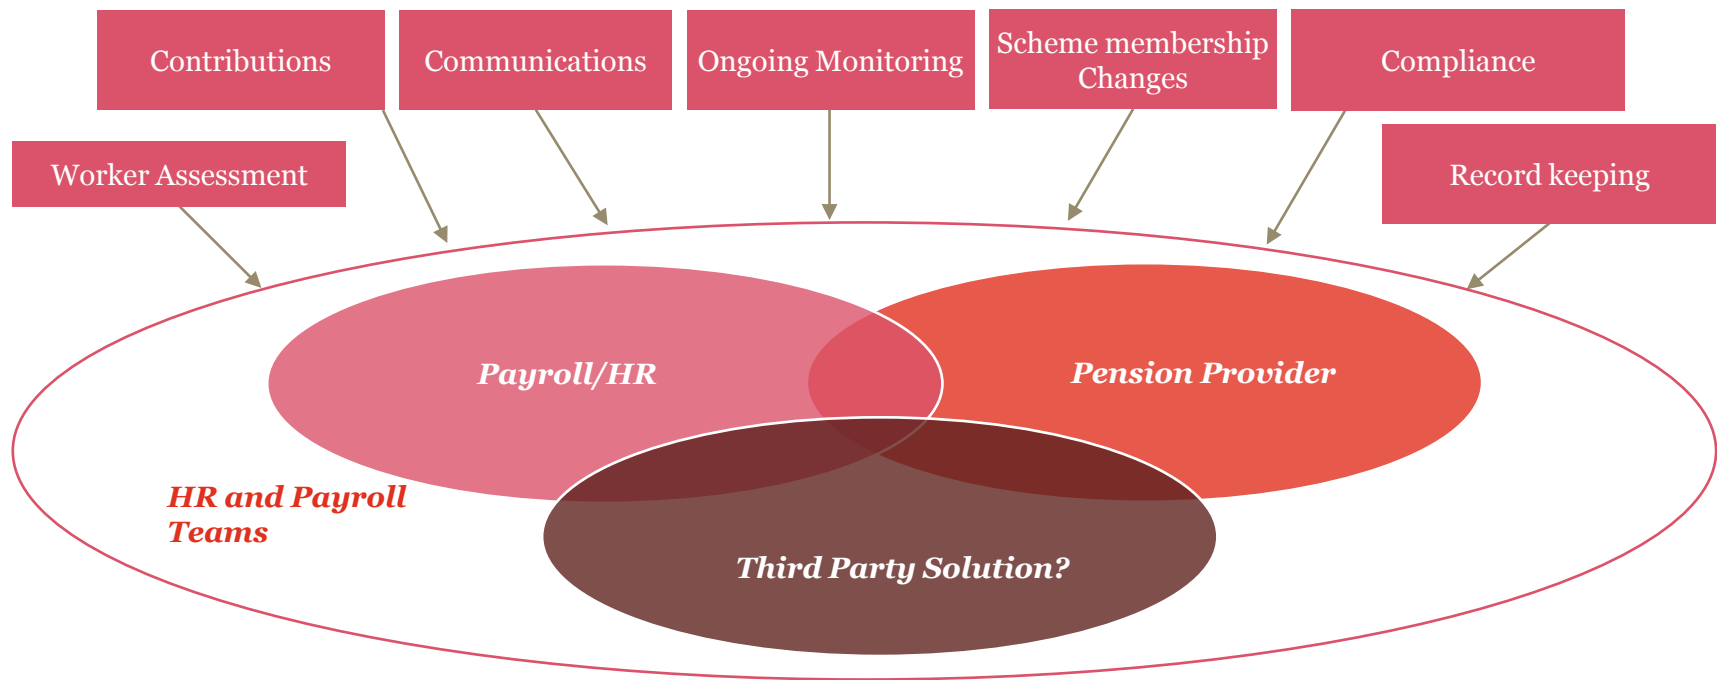 Contributions
Communications
Ongoing Monitoring
Scheme membership
Changes
Compliance
Worker Assessment
Record keeping
Payroll/HR
Pension Provider
HR and Payroll
Teams
Third Party Solution?